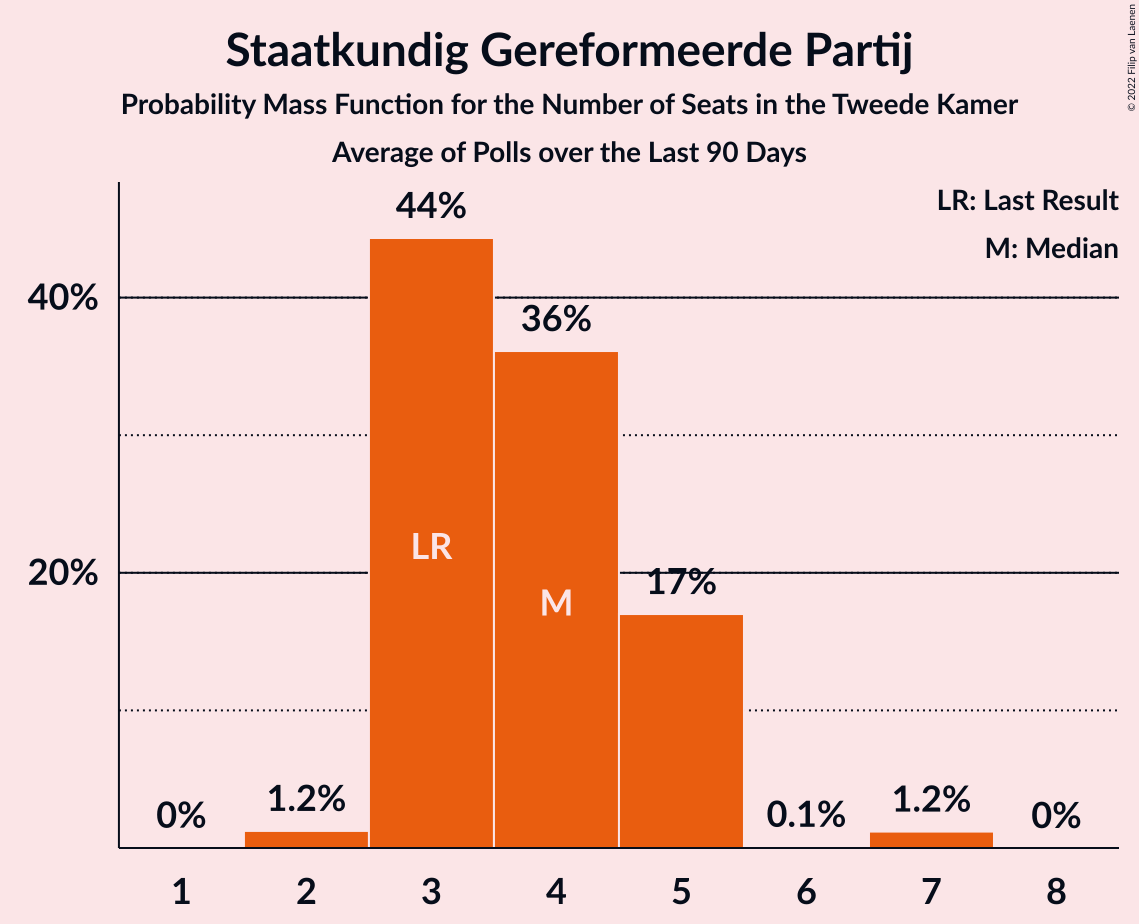 Staatkundig Gereformeerde Partij
Probability Mass Function for the Number of Seats in the Tweede Kamer
Average of Polls over the Last 90 Days
© 2022 Filip van Laenen
LR: Last Result
M: Median
44%
40%
36%
LR
20%
17%
M
0%
1.2%
0.1%
1.2%
0%
1 2 3 4 5 6 7 8